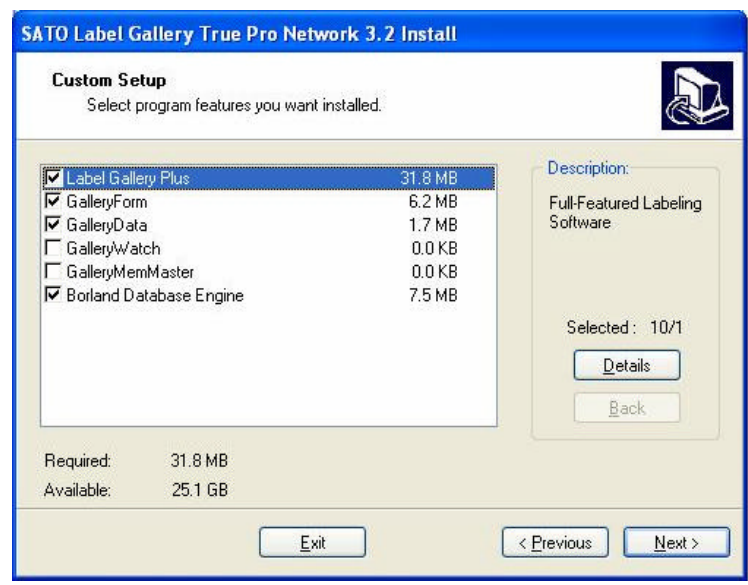 SATO Label Gallery True Pro Network 3.2 Install
Custom Setup
Select program features you want installed.
Label Gallery Plus 31.8 MB
GalleryForm 6.2 MB
GalleryData 1.7 MB
GalleryWatch 0.0 KB
GalleryMemMaster 0.0 KB
Borland Database Engine 7.5 MB
Description:
Full-Featured Labeling
Software
Selected : 10/1
Details
Back
Required: 31.8 MB
Available: 25.1 GB
Exit
< Previous
Next >